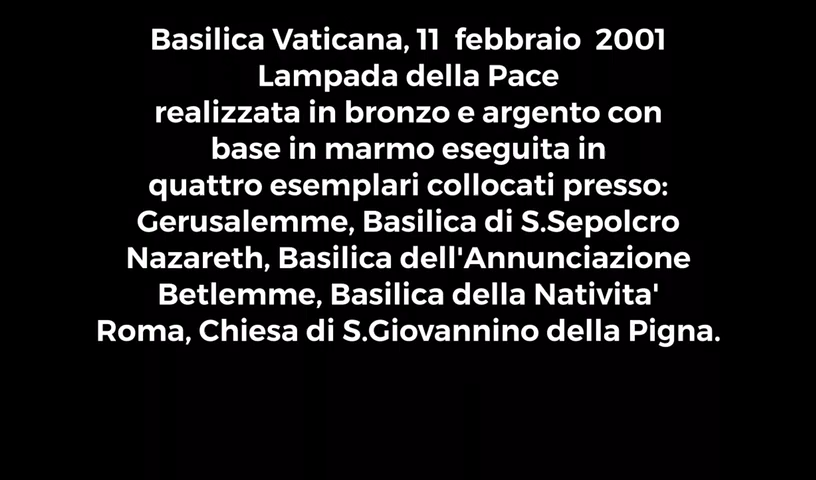 Basilica Vaticana, 11 febbraio 2001
Lampada della Pace
realizzata in bronzo e argento con
base in marmo eseguita in
quattro esemplari collocati presso:
Gerusalemme, Basilica di S.Sepolcro
Nazareth, Basilica dell'Annunciazione
Betlemme, Basilica della Nativita'
Roma, Chiesa di S.Giovannino della Pigna.